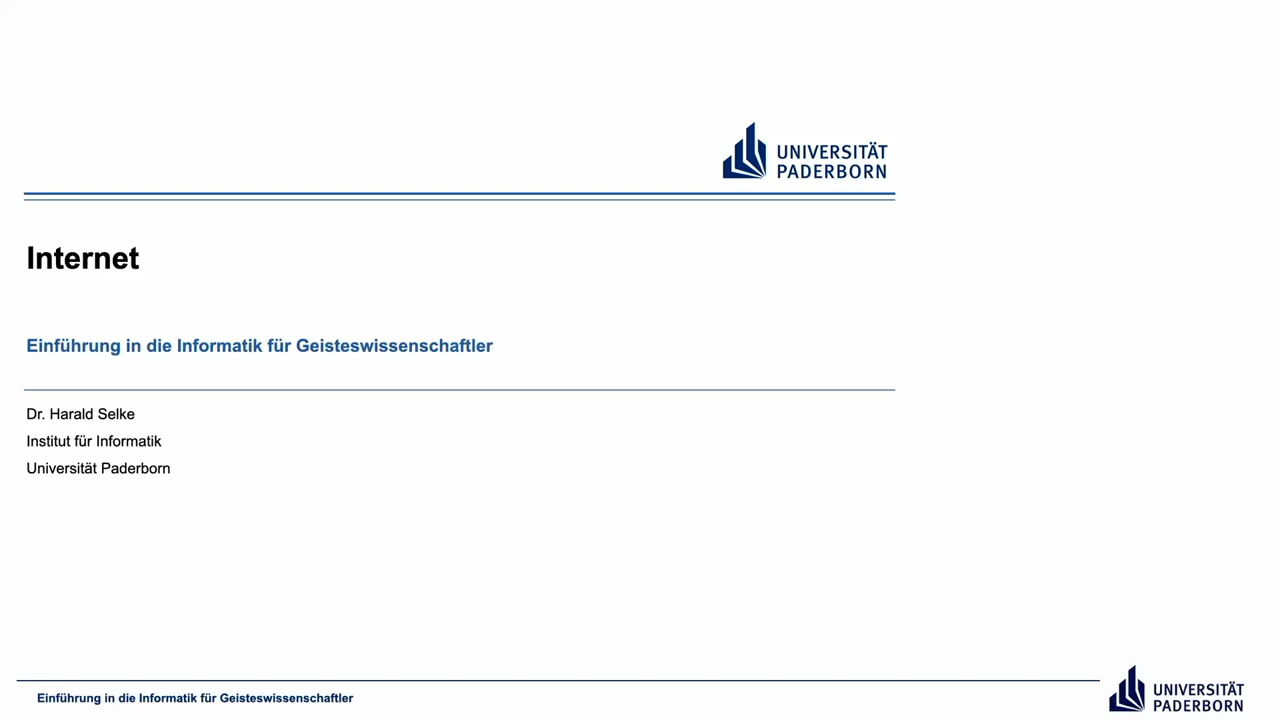 UNIVERSITÄT
PADERBORN
Internet
Einführung in die Informatik für Geisteswissenschaftler
Dr. Harald Selke
Institut für Informatik
Universität Paderborn
Einführung in die Informatik für Geisteswissenschaftler
UNIVERSITÄT
PADERBORN